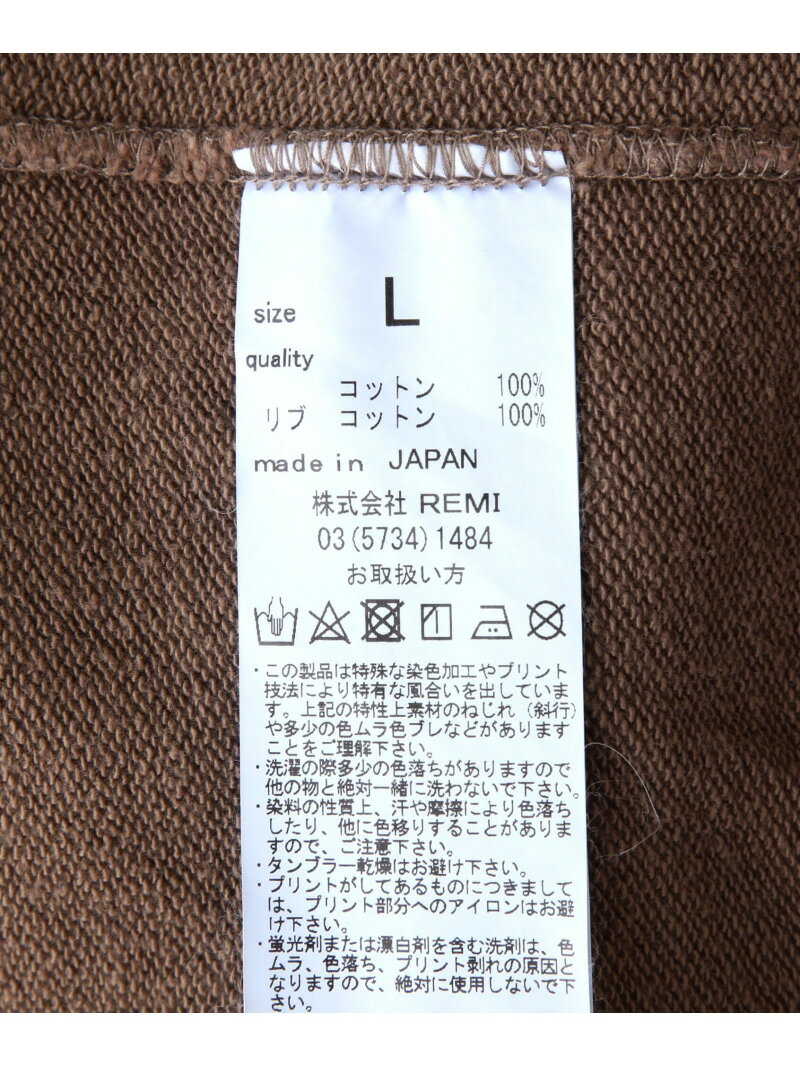 size L
quality
コットン 100%
リブ コットン 100%
made in JAPAN
株式会社 REMI
03(5734)1484
お取扱い方
・この製品は特殊な染色加工やプリント
技法により特有な風合いを出していま
す。上記の特性上素材のねじれ（斜行）
や多少の色ムラ色ブレなどがあります
ことをご理解下さい。
・洗濯の際多少の色落ちがありますので
他の物と絶対一緒に洗わないで下さい。
・染料の性質上、汗や摩擦により色落ち
したり、他に色移りすることがありま
すので、ご注意下さい。
・タンブラー乾燥はお避け下さい。
・プリントがしてあるものにつきまして
は、プリント部分へのアイロンはお避
け下さい。
・蛍光剤または漂白剤を含む洗剤は、色
ムラ、色落ち、プリント剥れの原因と
なりますので、絶対に使用しないで下
さい。